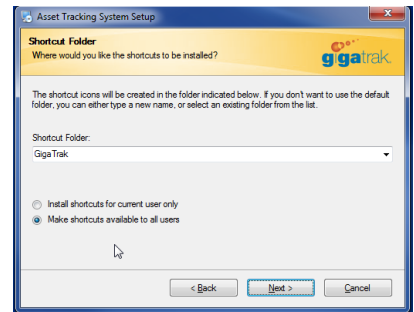 Asset Tracking System Setup
Shortcut Folder
Where would you like the shortcuts to be installed?
gigatrak.
The shortcut icons will be created in the folder indicated below. If you don't want to use the default
folder, you can either type a new name, or select an existing folder from the list.
Shortcut Folder:
GigaTrak
Install shortcuts for current user only
Make shortcuts available to all users
< Back
Next >
Cancel